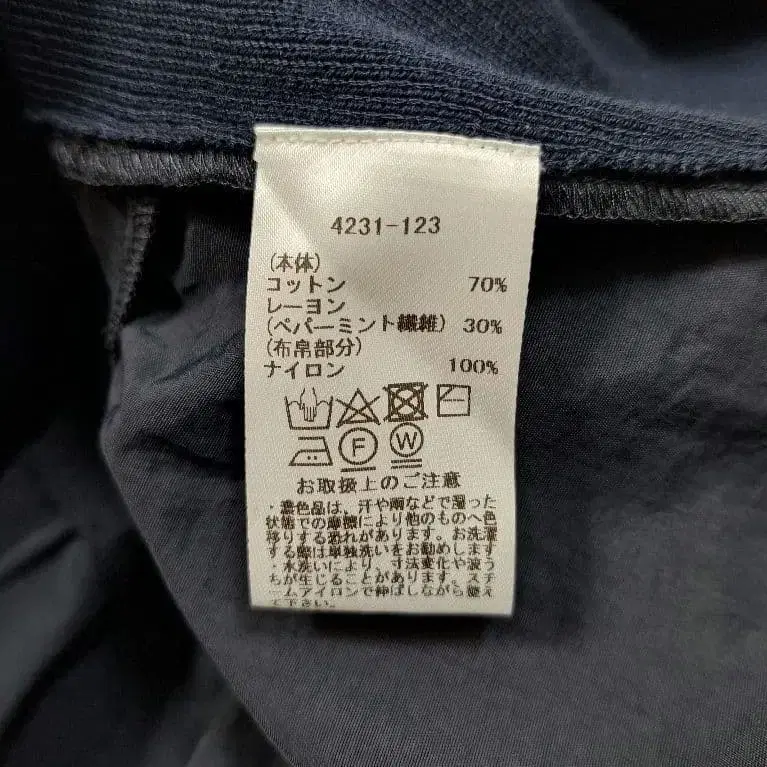 4231-123
(本体)
コットン 70%
レーヨン
(ペパーミント繊維) 30%
(布帛部分)
ナイロン 100%
F W
お取扱上のご注意
・濃色品は、汗や雨などで湿った
状態での摩擦により他のものへ色
移りする恐れがあります。お洗濯
する際は単独洗いをお勧めします
・水洗いにより、寸法変化や波う
ちが生じることがあります。スチ
ームアイロンで伸ばしながら整え
て下さい。